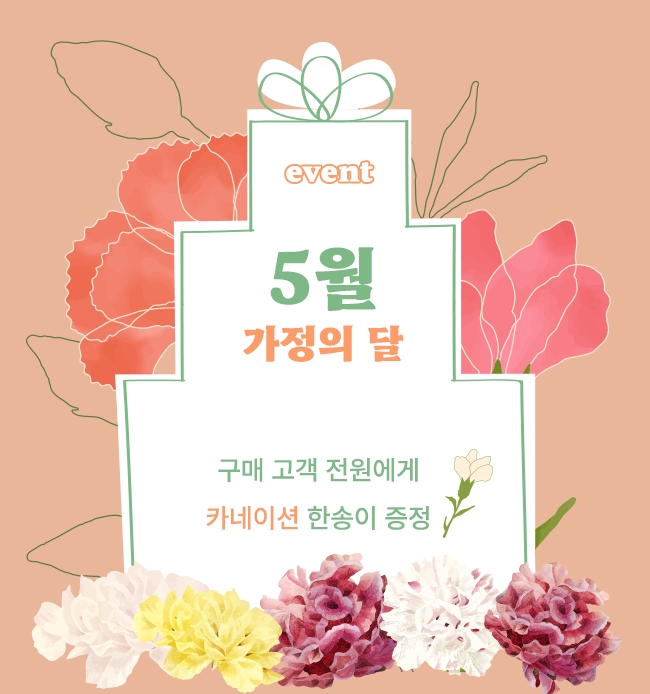 event
5월
가정의 달
구매 고객 전원에게
카네이션 한송이 증정